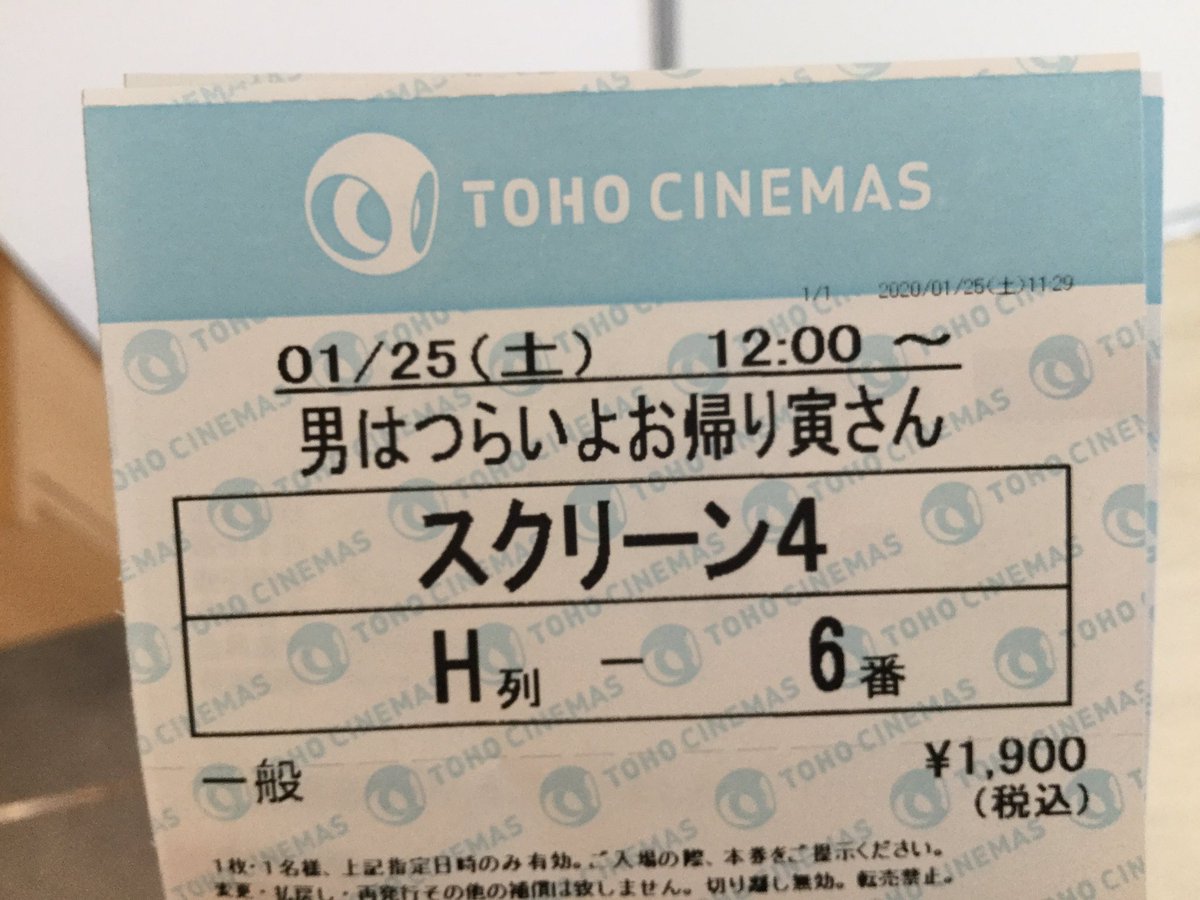 TOHO CINEMAS
1/1 2020/01/25(土)11:29
01/25(土) 12:00 ~
男はつらいよお帰り寅さん
スクリーン4
H列 - 6番
一般
¥1,900
(税込)
1枚・1名様、上記指定日時のみ有効。ご入場の際、本券をご提示ください。
変更・払戻し・再発行その他の補償は致しません。切り離し無効。転売禁止。